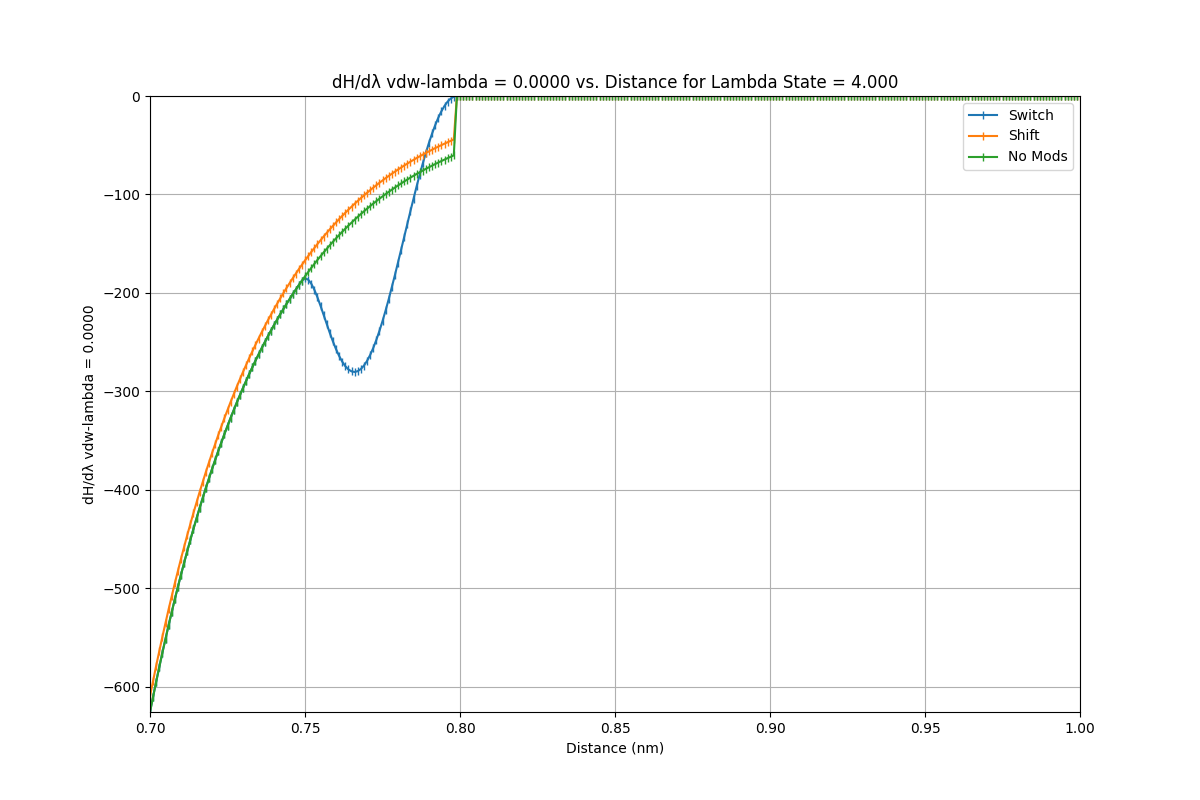 dH/dλ vdw-lambda = 0.0000 vs. Distance for Lambda State = 4.000
Switch
Shift
No Mods
0
−100
−200
−300
−400
−500
−600
dH/dλ vdw-lambda = 0.0000
0.70
0.75
0.80
0.85
0.90
0.95
1.00
Distance (nm)